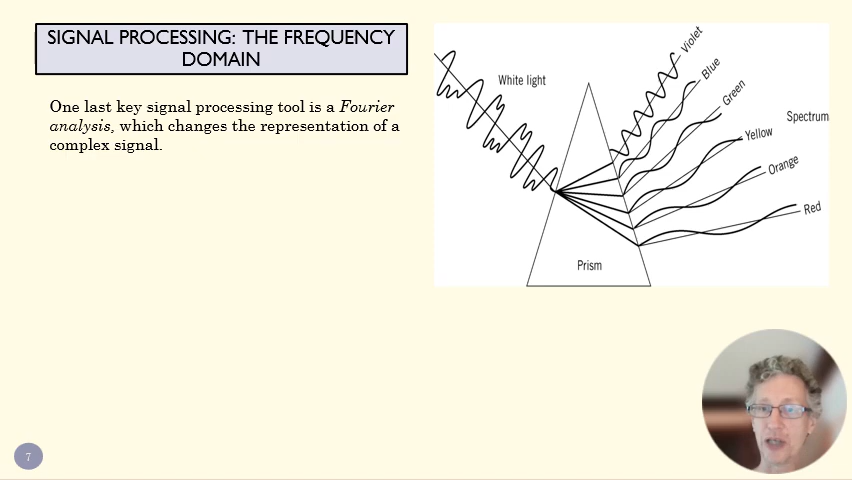 SIGNAL PROCESSING: THE FREQUENCY
DOMAIN
One last key signal processing tool is a Fourier
analysis, which changes the representation of a
complex signal.
White light
Violet
Blue
Green
Spectrum
Yellow
Orange
Red
Prism
7